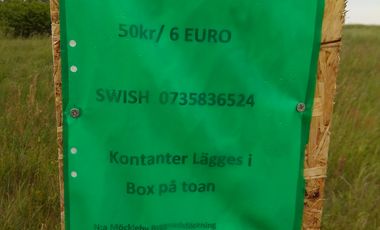 50kr/ 6 EURO
SWISH 0735836524
Kontanter Lägges i
Box på toan